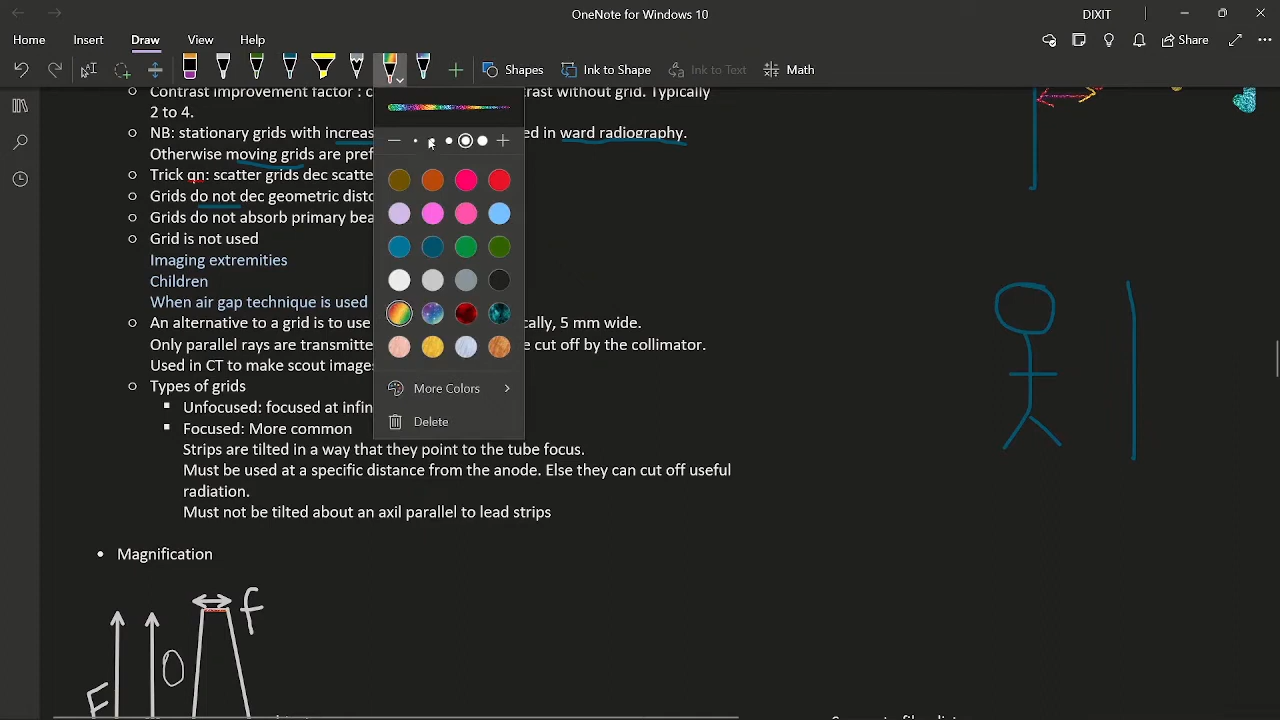 OneNote for Windows 10
DIXIT
Home Insert Draw View Help
Share
Shapes
Ink to Shape
Ink to Text
Math
Contrast improvement factor : c rast without grid. Typically
2 to 4.
NB: stationary grids with increas ed in ward radiography.
Otherwise moving grids are pref
Trick qn: scatter grids dec scatte
Grids do not dec geometric disto
Grids do not absorb primary bea
Grid is not used
Imaging extremities
Children
When air gap technique is used
An alternative to a grid is to use cally, 5 mm wide.
Only parallel rays are transmitte e cut off by the collimator.
Used in CT to make scout images
Types of grids
Unfocused: focused at infin
Focused: More common
Strips are tilted in a way that they point to the tube focus.
Must be used at a specific distance from the anode. Else they can cut off useful
radiation.
Must not be tilted about an axil parallel to lead strips
More Colors
Delete
Magnification
f
O
F